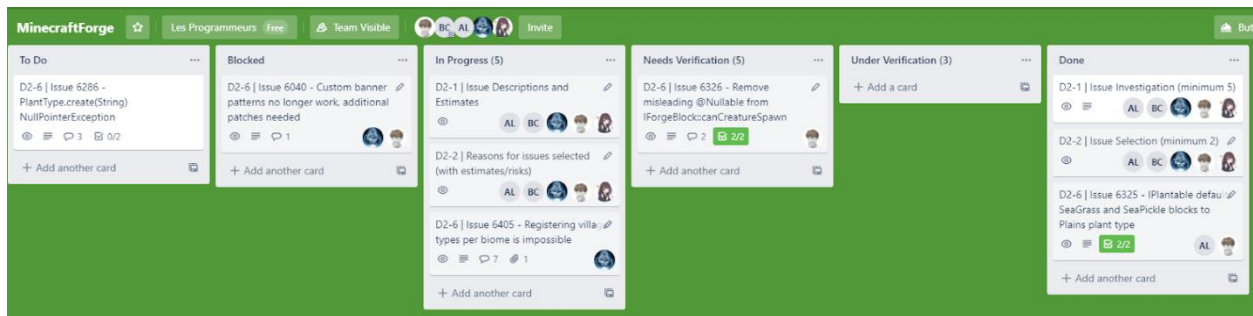 MinecraftForge
Les Programmeurs Free
Team Visible
BC AL
Invite
But
To Do
D2-6 | Issue 6286 -
PlantType.create(String)
NullPointerException
3 0/2
+ Add another card
Blocked
D2-6 | Issue 6040 - Custom banner
patterns no longer work, additional
patches needed
1
+ Add another card
In Progress (5)
D2-1 | Issue Descriptions and
Estimates
AL BC
D2-2 | Reasons for issues selected
(with estimates/risks)
AL BC
D2-6 | Issue 6405 - Registering villag
types per biome is impossible
7 1
+ Add another card
Needs Verification (5)
D2-6 | Issue 6326 - Remove
misleading @Nullable from
IForgeBlock::canCreatureSpawn
2 2/2
+ Add another card
Under Verification (3)
+ Add a card
Done
D2-1 | Issue Investigation (minimum 5)
AL BC
D2-2 | Issue Selection (minimum 2)
AL BC
D2-6 | Issue 6325 - IPlantable defaul
SeaGrass and SeaPickle blocks to
Plains plant type
2/2 AL
+ Add another card